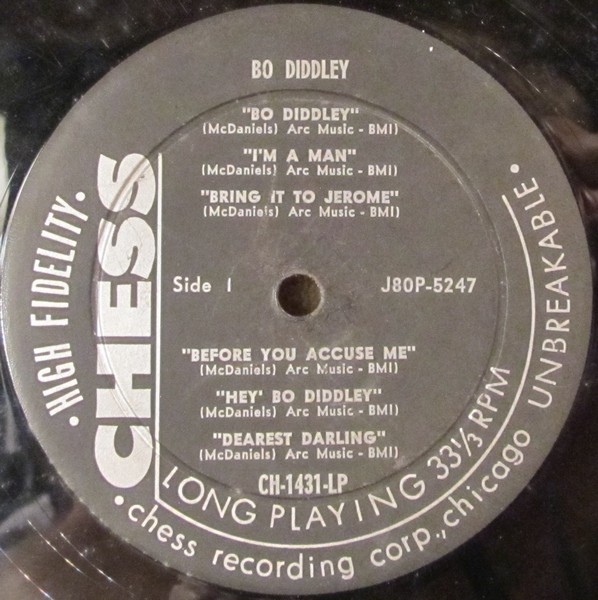 BO DIDDLEY
"BO DIDDLEY"
(McDaniels) Arc Music - BMI)
"I'M A MAN"
(McDaniels) Arc Music - BMI)
"BRING IT TO JEROME"
(McDaniels) Arc Music - BMI)
Side 1
J80P-5247
"BEFORE YOU ACCUSE ME"
(McDaniels) Arc Music - BMI)
"HEY' BO DIDDLEY"
(McDaniels) Arc Music - BMI)
"DEAREST DARLING"
(McDaniels) Arc Music - BMI)
CH-1431-LP
CHESS
• HIGH FIDELITY •
LONG PLAYING 33⅓ RPM
• chess recording corp., chicago UNBREAKABLE •